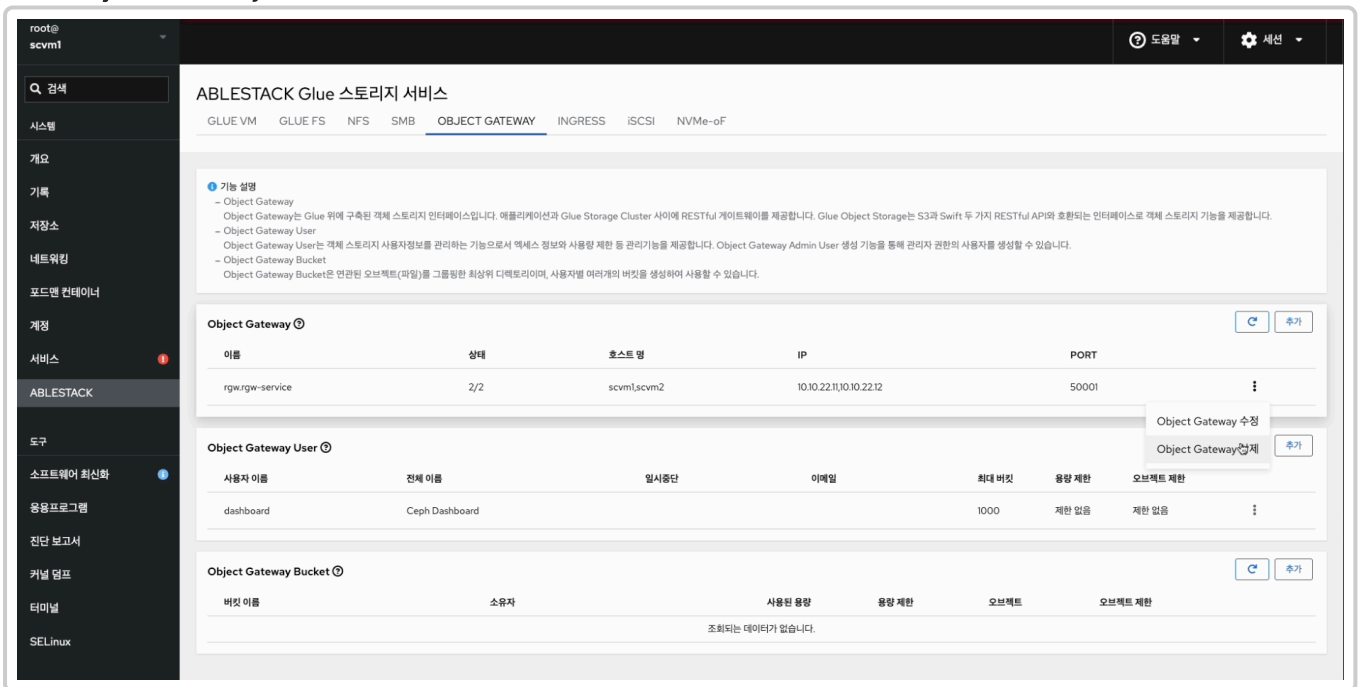 root@
scvm1
도움말
세션
검색
시스템
개요
기록
저장소
네트워킹
포드맨 컨테이너
계정
서비스
ABLESTACK
도구
소프트웨어 최신화
응용프로그램
진단 보고서
커널 덤프
터미널
SELinux
ABLESTACK Glue 스토리지 서비스
GLUE VM GLUE FS NFS SMB OBJECT GATEWAY INGRESS iSCSI NVMe-oF
기능 설명
– Object Gateway
Object Gateway는 Glue 위에 구축된 객체 스토리지 인터페이스입니다. 애플리케이션과 Glue Storage Cluster 사이에 RESTful 게이트웨이를 제공합니다. Glue Object Storage는 S3과 Swift 두 가지 RESTful API와 호환되는 인터페이스로 객체 스토리지 기능을 제공합니다.
– Object Gateway User
Object Gateway User는 객체 스토리지 사용자정보를 관리하는 기능으로서 액세스 정보와 사용량 제한 등 관리기능을 제공합니다. Object Gateway Admin User 생성 기능을 통해 관리자 권한의 사용자를 생성할 수 있습니다.
– Object Gateway Bucket
Object Gateway Bucket은 연관된 오브젝트(파일)를 그룹핑한 최상위 디렉토리이며, 사용자별 여러개의 버킷을 생성하여 사용할 수 있습니다.
Object Gateway
추가
이름 상태 호스트 명 IP PORT
rgw.rgw-service 2/2 scvm1,scvm2 10.10.22.11,10.10.22.12 50001
Object Gateway 수정
Object Gateway 제
Object Gateway User
추가
사용자 이름 전체 이름 일시중단 이메일 최대 버킷 용량 제한 오브젝트 제한
dashboard Ceph Dashboard 1000 제한 없음 제한 없음
Object Gateway Bucket
추가
버킷 이름 소유자 사용된 용량 용량 제한 오브젝트 오브젝트 제한
조회되는 데이터가 없습니다.